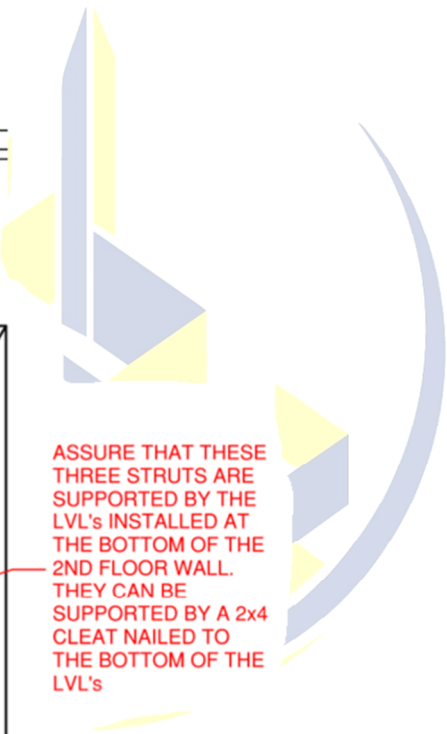 ASSURE THAT THESE
THREE STRUTS ARE
SUPPORTED BY THE
LVL's INSTALLED AT
THE BOTTOM OF THE
2ND FLOOR WALL.
THEY CAN BE
SUPPORTED BY A 2x4
CLEAT NAILED TO
THE BOTTOM OF THE
LVL's